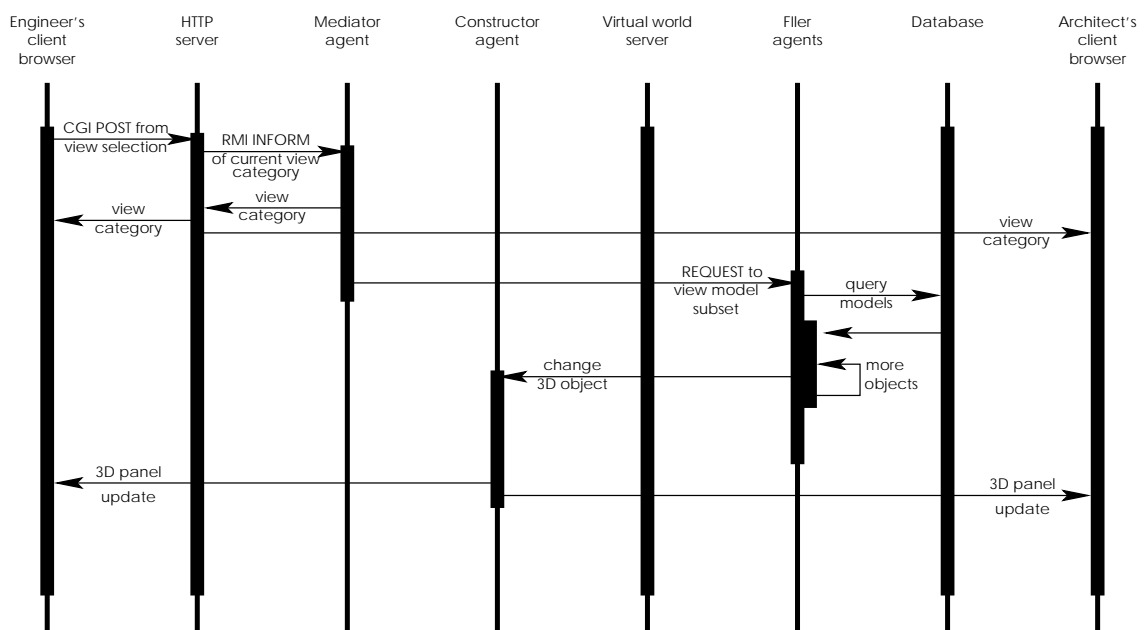 Engineer's
client
browser
HTTP
server
Mediator
agent
Constructor
agent
Virtual world
server
FIler
agents
Database
Architect's
client
browser
CGI POST from
view selection
RMI INFORM
of current view
category
view
category
view
category
view
category
REQUEST to
view model
subset
query
models
change
3D object
more
objects
3D panel
update
3D panel
update